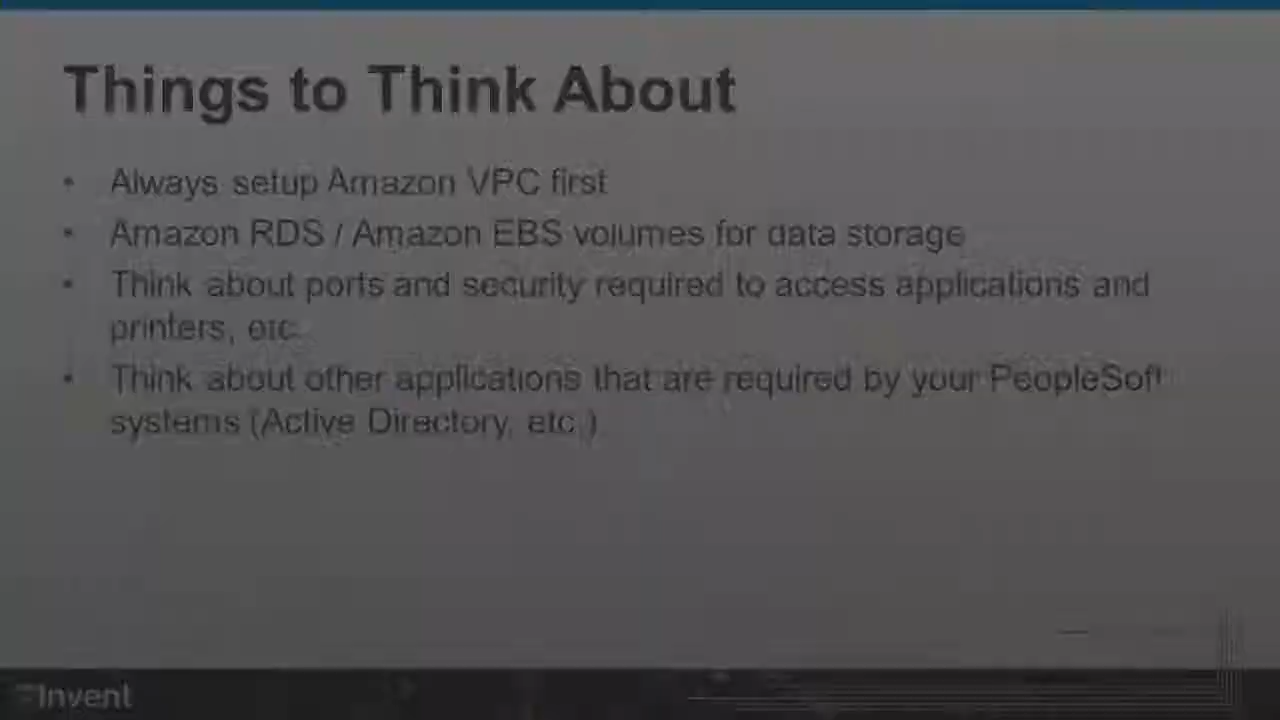 Things to Think About
• Always setup Amazon VPC first
• Amazon RDS / Amazon EBS volumes for data storage
• Think about ports and security required to access applications and
printers, etc.
• Think about other applications that are required by your PeopleSoft
systems (Active Directory, etc.)
Invent